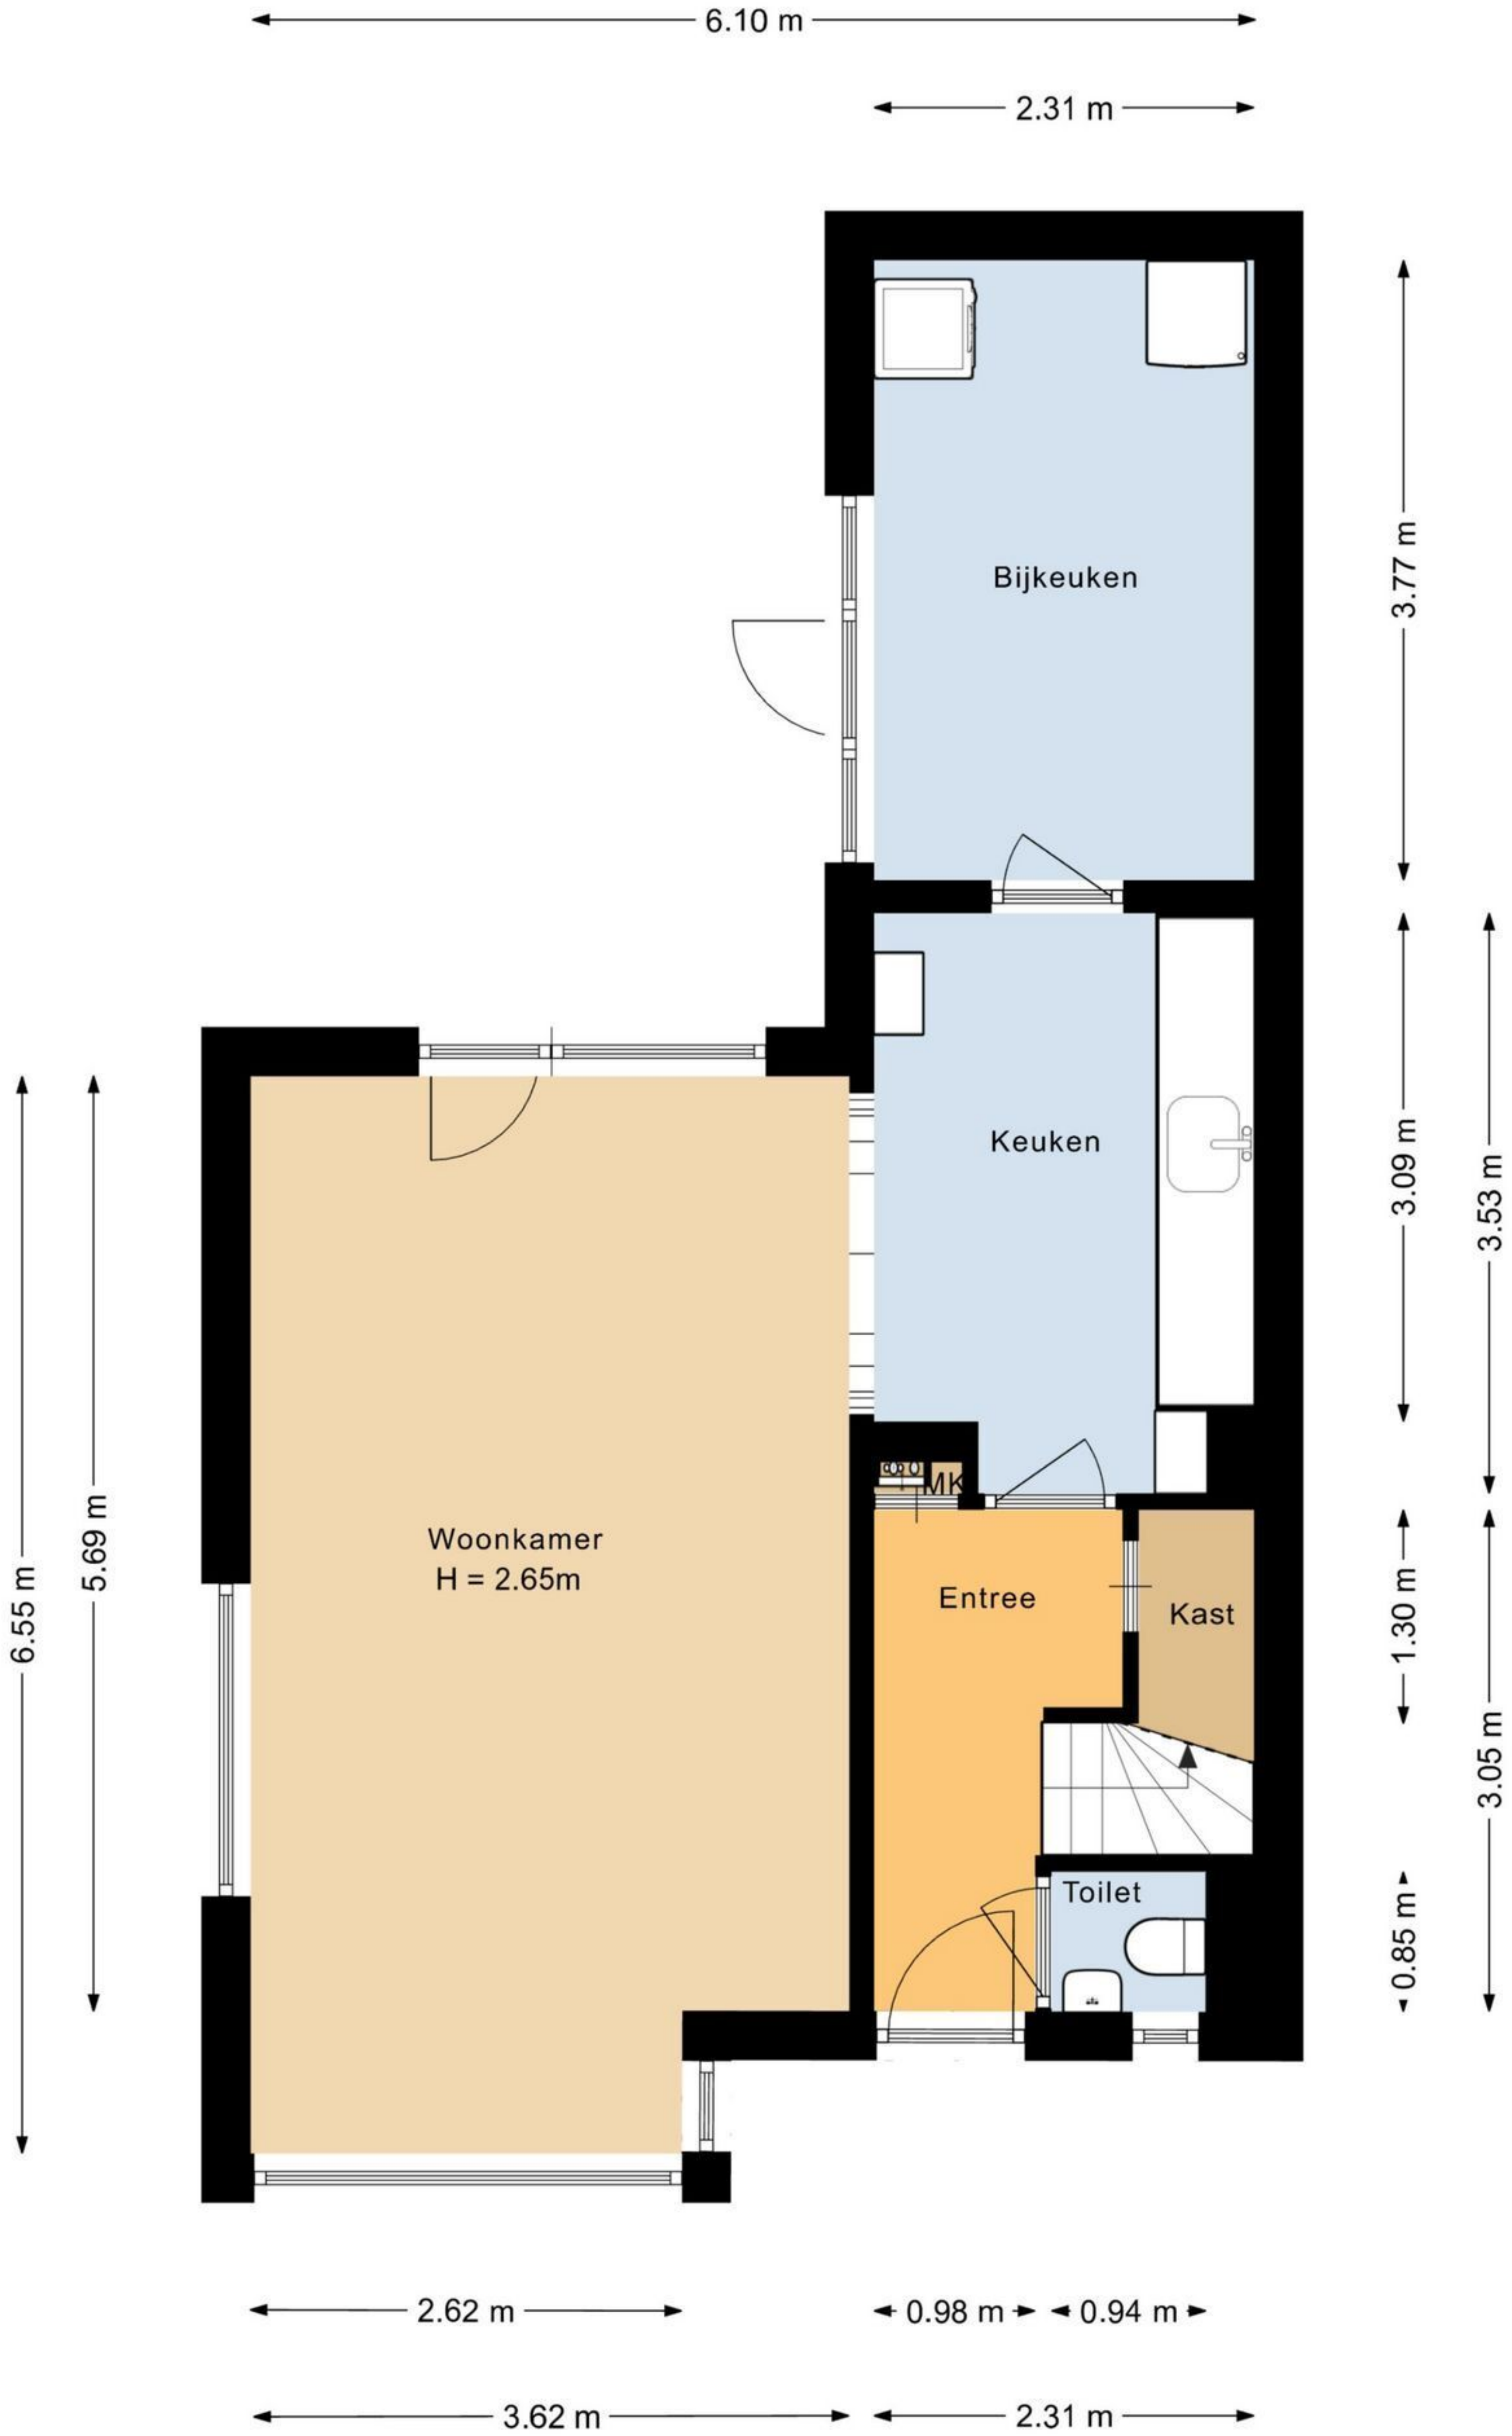 6.10 m
2.31 m
Bijkeuken
3.77 m
Keuken
3.09 m
3.53 m
MK
Woonkamer
H = 2.65m
5.69 m
6.55 m
Entree
Kast
1.30 m
3.05 m
Toilet
0.85 m
2.62 m
0.98 m
0.94 m
3.62 m
2.31 m